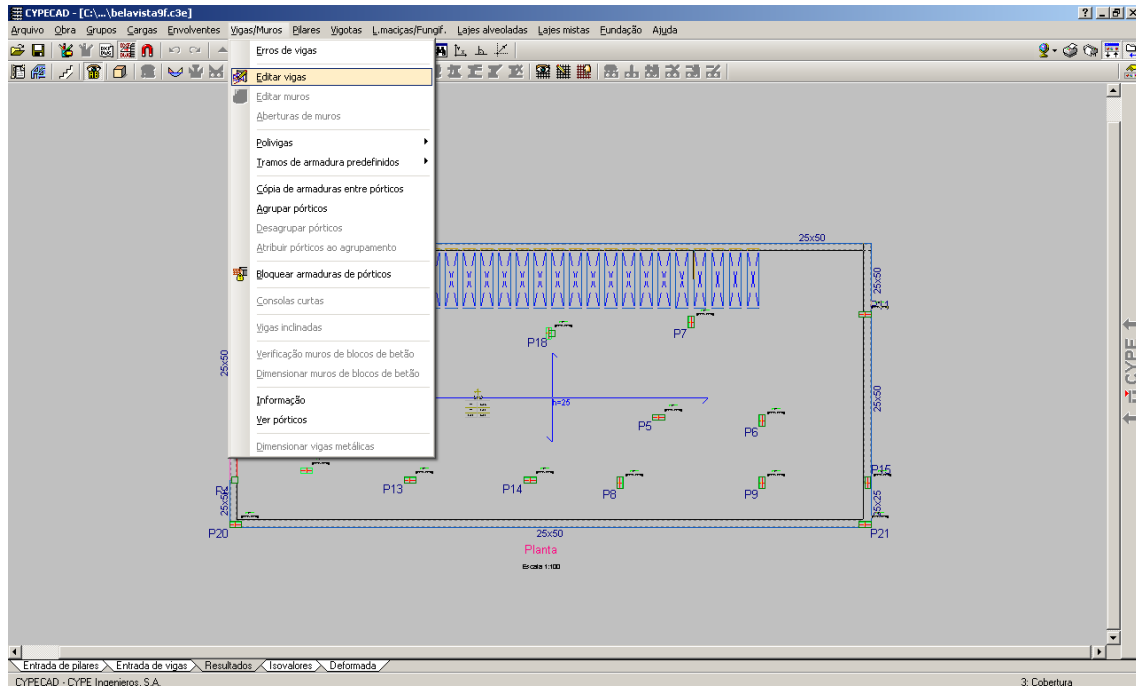 CYPECAD - [C:\...\belavista9f.c3e]
Arquivo Obra Grupos Cargas Envolventes Vigas/Muros Pilares Vigotas L.maciças/Fungif. Lajes alveoladas Lajes mistas Fundação Ajuda
Erros de vigas
Editar vigas
Editar muros
Aberturas de muros
Polivigas
Tramos de armadura predefinidos
Cópia de armaduras entre pórticos
Agrupar pórticos
Desagrupar pórticos
Atribuir pórticos ao agrupamento
Bloquear armaduras de pórticos
Consolas curtas
Vigas inclinadas
Verificação muros de blocos de betão
Dimensionar muros de blocos de betão
Informação
Ver pórticos
Dimensionar vigas metálicas
25x50
25x50
P18
P7
25x50
h=25
25x50
P5
P6
P13
P14
P8
P9
P15
25x25
P20
25x50
P21
Planta
Escala 1:100
CYPE
Entrada de pilares Entrada de vigas Resultados Isovalores Deformada
CYPECAD - CYPE Ingenieros, S.A. 3: Cobertura